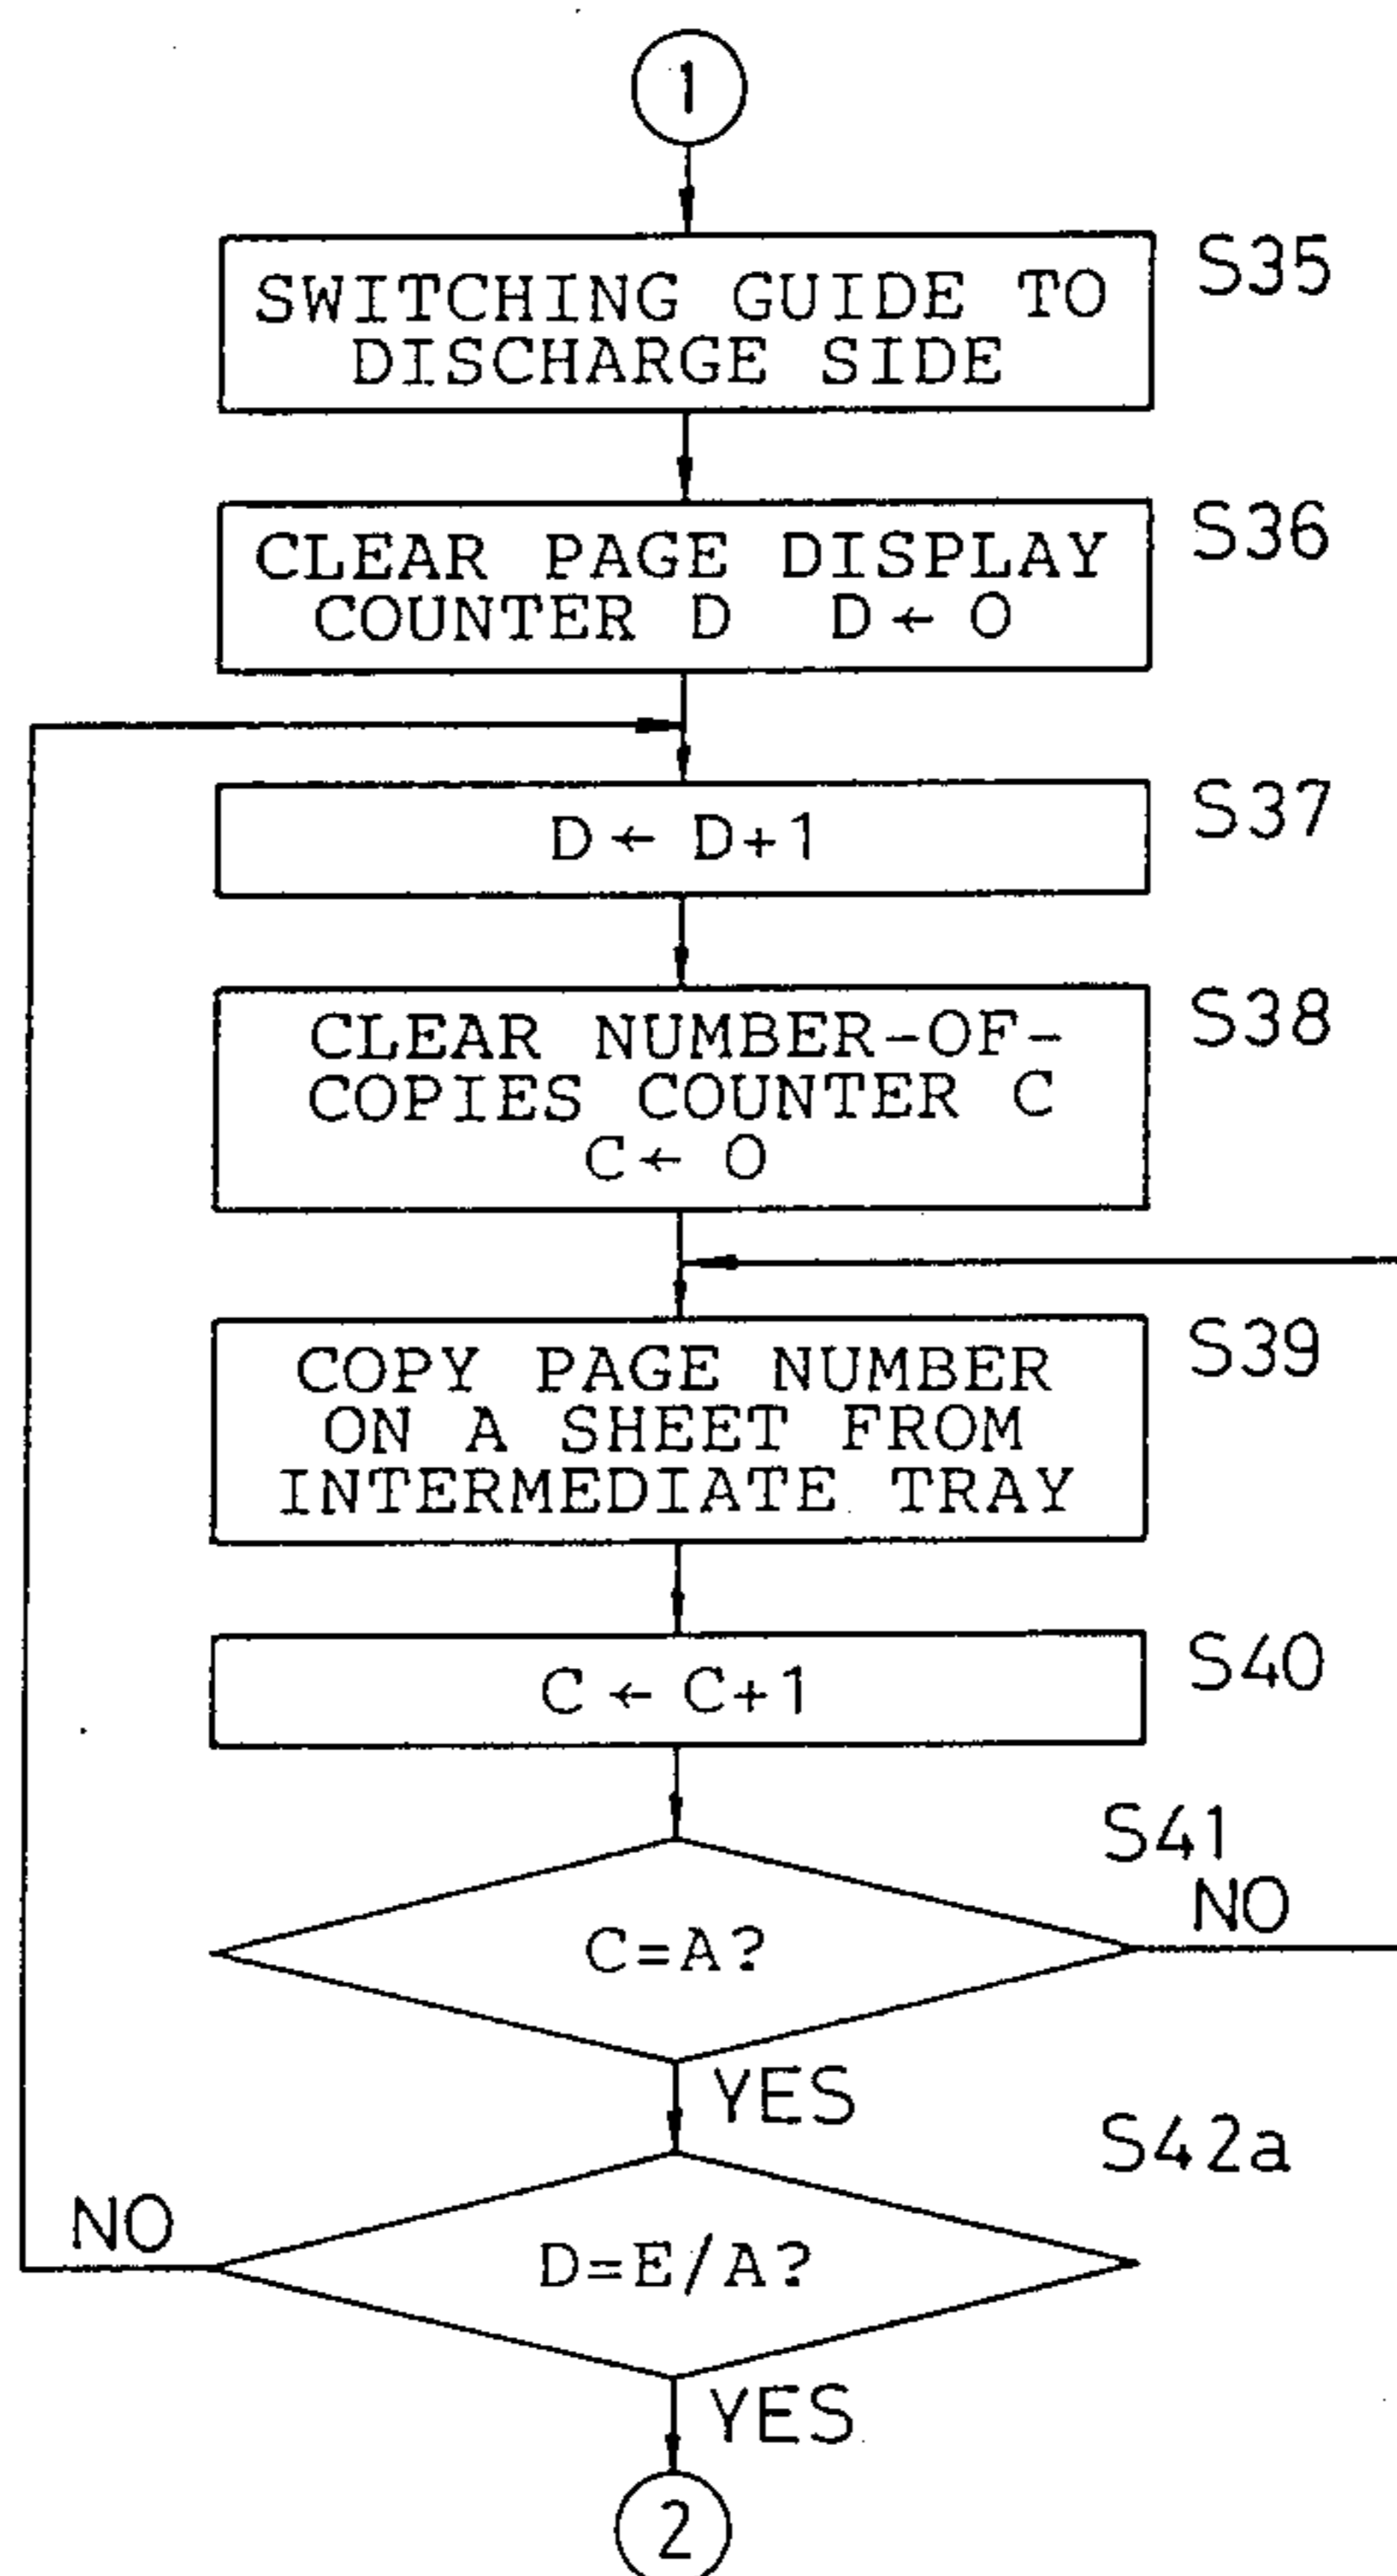 1
S35
SWITCHING GUIDE TO
DISCHARGE SIDE
S36
CLEAR PAGE DISPLAY
COUNTER D D ← 0
S37
D ← D+1
S38
CLEAR NUMBER-OF-
COPIES COUNTER C
C ← 0
S39
COPY PAGE NUMBER
ON A SHEET FROM
INTERMEDIATE TRAY
S40
C ← C+1
S41
NO
C=A?
YES
S42a
NO
D=E/A?
YES
2